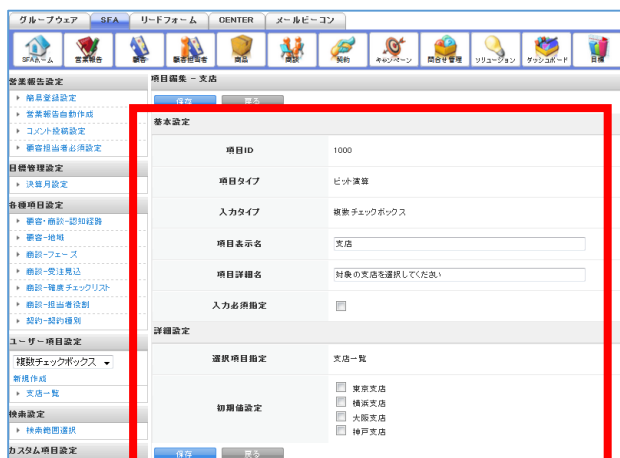 グループウェア SFA リードフォーム CENTER メールビーコン
SFAホーム 営業報告 顧客 顧客担当者 商品 商談 契約 キャンペーン 問合せ管理 ソリューション ダッシュボード 目標
営業報告設定
簡易登録設定
営業報告自動作成
コメント投稿設定
顧客担当者必須設定
目標管理設定
決算月設定
各種項目設定
顧客・商談-認知経路
顧客-地域
商談-フェーズ
商談-受注見込
商談-確度チェックリスト
商談-担当者役割
契約-契約種別
ユーザー項目設定
複数チェックボックス
新規作成
支店一覧
検索設定
検索範囲選択
カスタム項目設定
項目編集 - 支店
保存 戻る
基本設定
項目ID 1000
項目タイプ ビット演算
入力タイプ 複数チェックボックス
項目表示名 支店
項目詳細名 対象の支店を選択してください
入力必須指定
詳細設定
選択項目指定 支店一覧
初期値設定
東京支店
横浜支店
大阪支店
神戸支店
保存 戻る